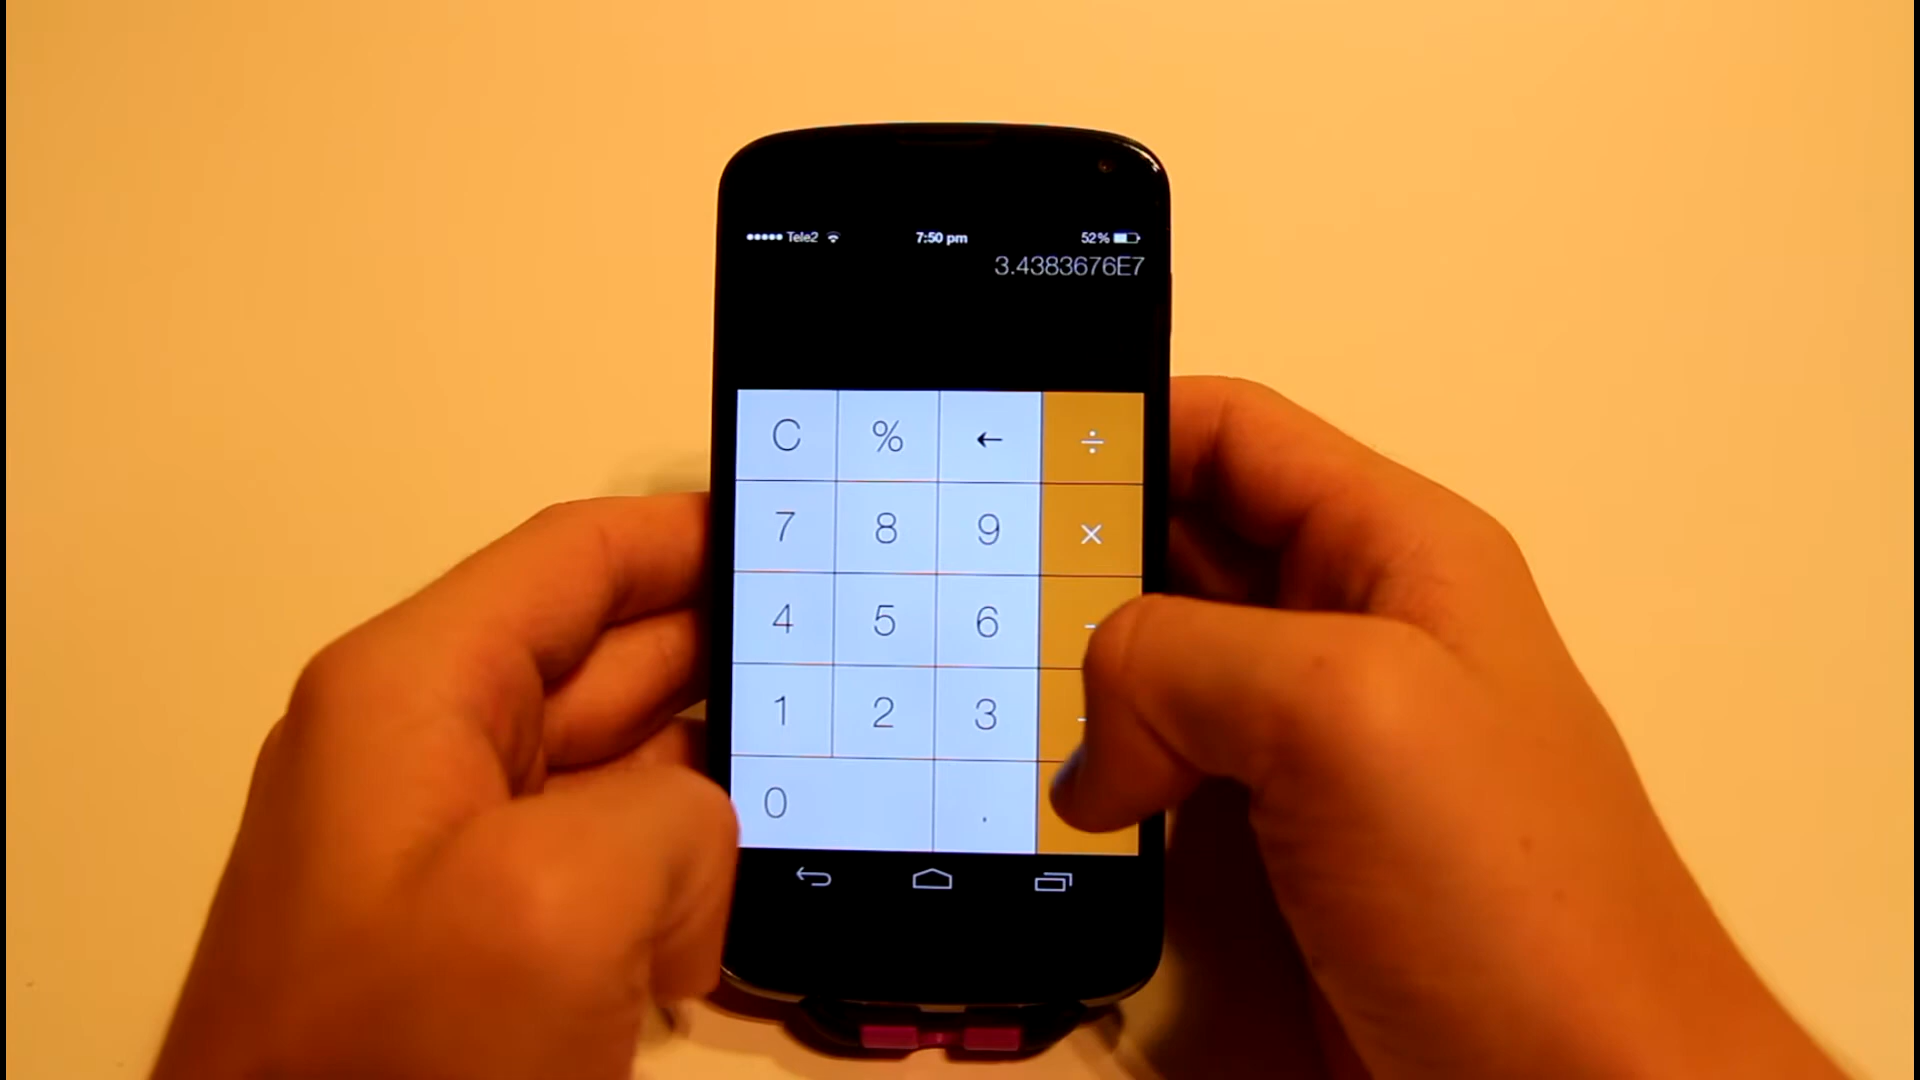 ●●●●● Tele2 7:50 pm 52%
3.4383676E7
C % ← ÷
7 8 9 ×
4 5 6 -
1 2 3
0 .